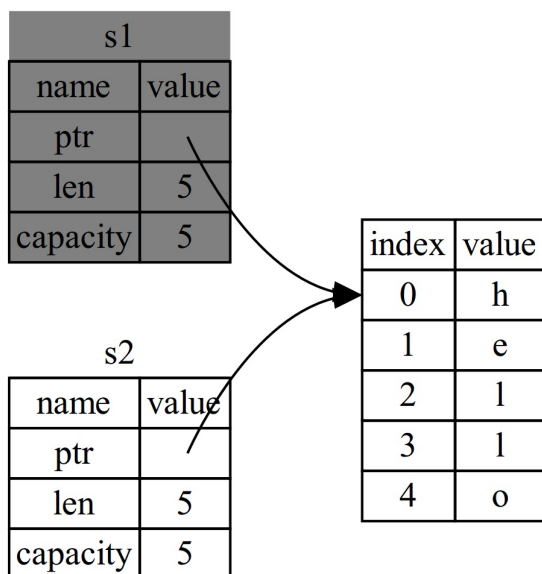 s1
name value
ptr
len 5
capacity 5
s2
name value
ptr
len 5
capacity 5
index value
0 h
1 e
2 l
3 l
4 o